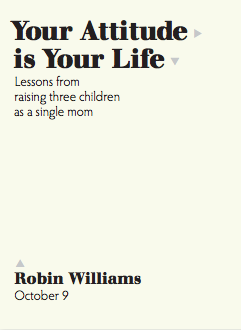 Your Attitude
is Your Life
Lessons from
raising three children
as a single mom
Robin Williams
October 9